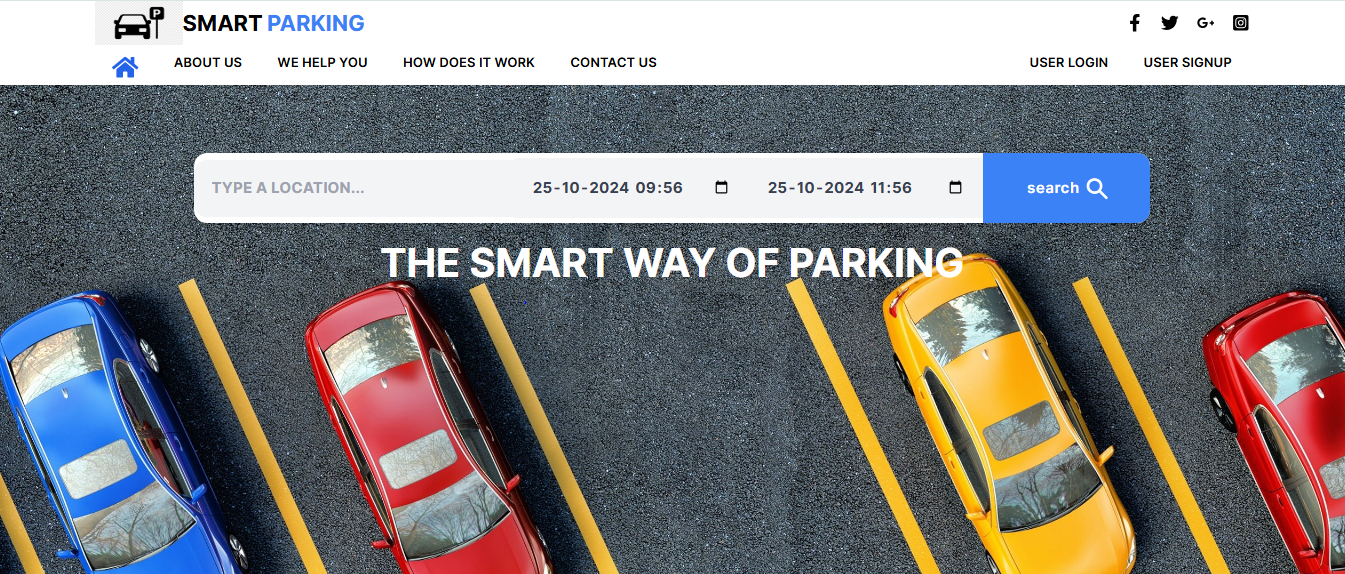 P
SMART PARKING
G+
ABOUT US
WE HELP YOU
HOW DOES IT WORK
CONTACT US
USER LOGIN
USER SIGNUP
TYPE A LOCATION...
25-10-2024 09:56
25-10-2024 11:56
search
THE SMART WAY OF PARKING